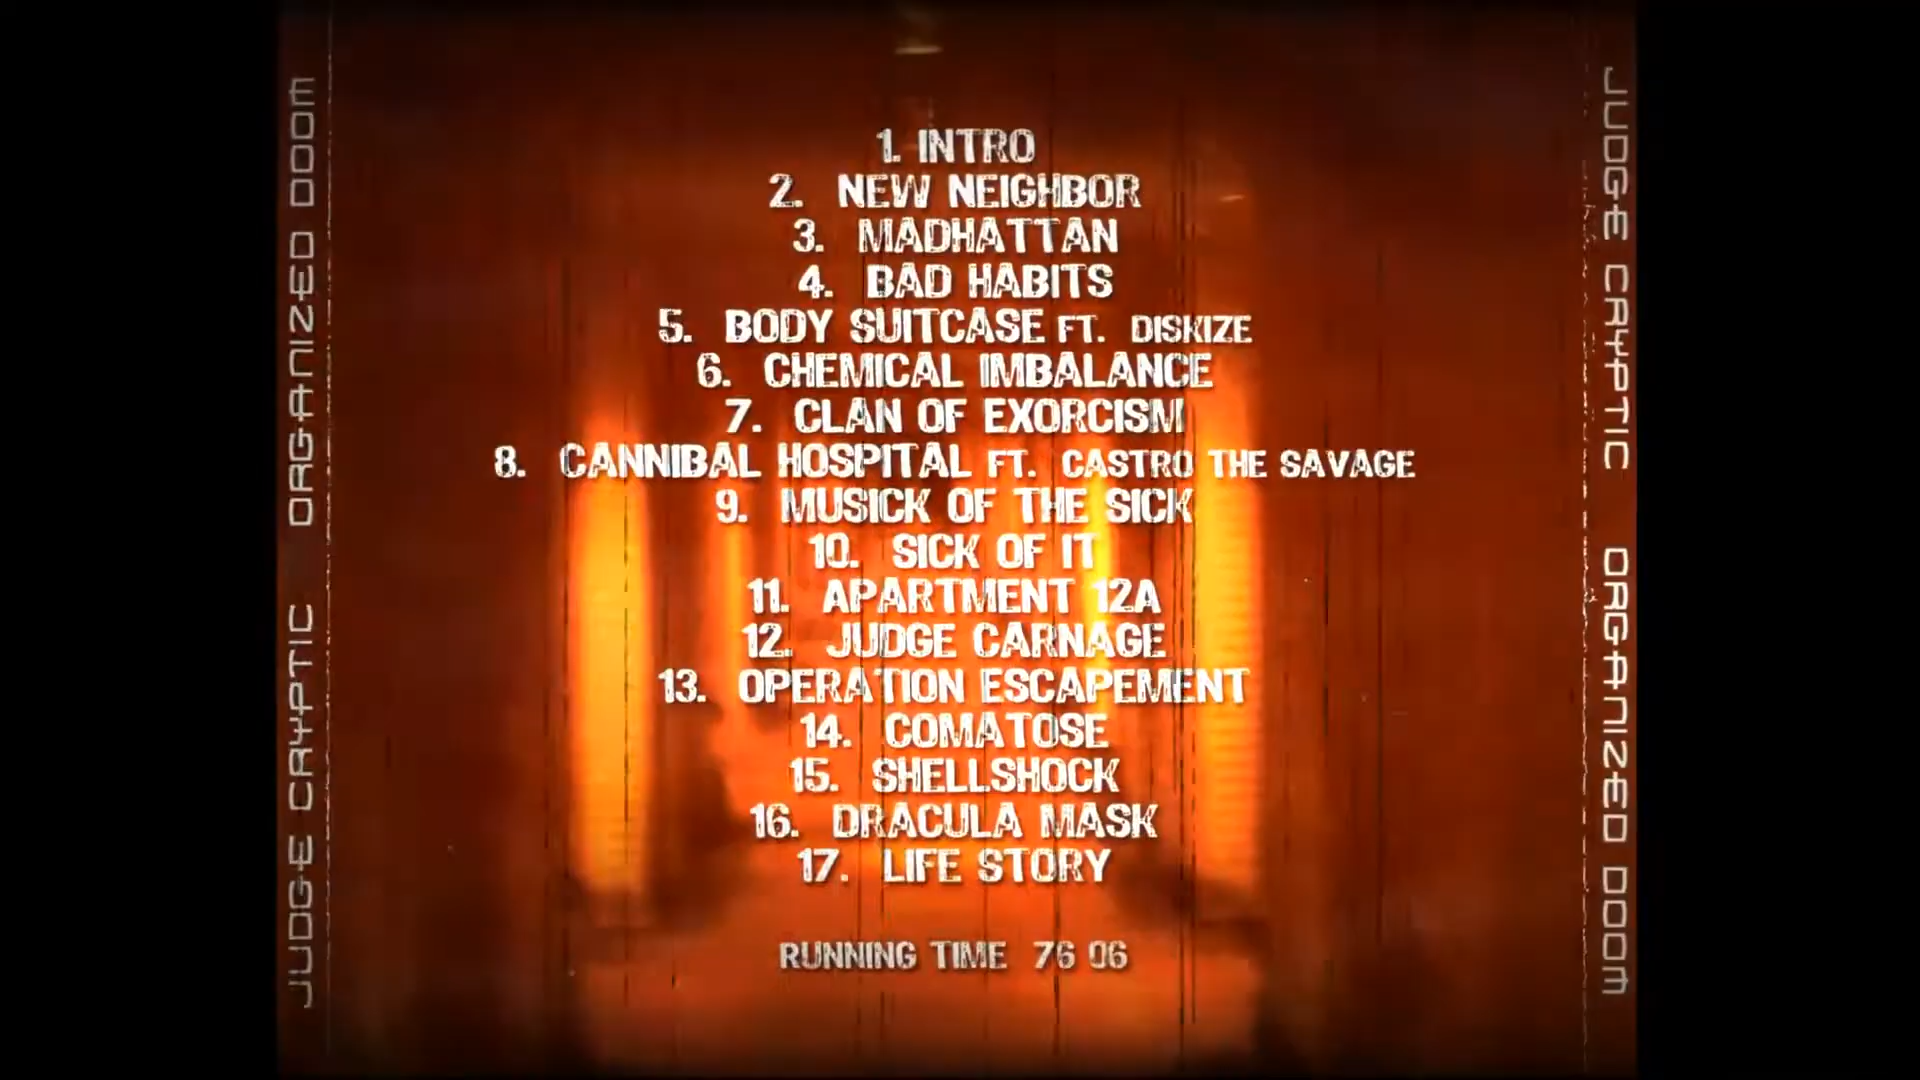 JUDGE CRYPTIC ORGANIZED DOOM
1. INTRO
2. NEW NEIGHBOR
3. MADHATTAN
4. BAD HABITS
5. BODY SUITCASE FT. DISKIZE
6. CHEMICAL IMBALANCE
7. CLAN OF EXORCISM
8. CANNIBAL HOSPITAL FT. CASTRO THE SAVAGE
9. MUSICK OF THE SICK
10. SICK OF IT
11. APARTMENT 12A
12. JUDGE CARNAGE
13. OPERATION ESCAPEMENT
14. COMATOSE
15. SHELLSHOCK
16. DRACULA MASK
17. LIFE STORY
RUNNING TIME 76 06
JUDGE CRYPTIC ORGANIZED DOOM